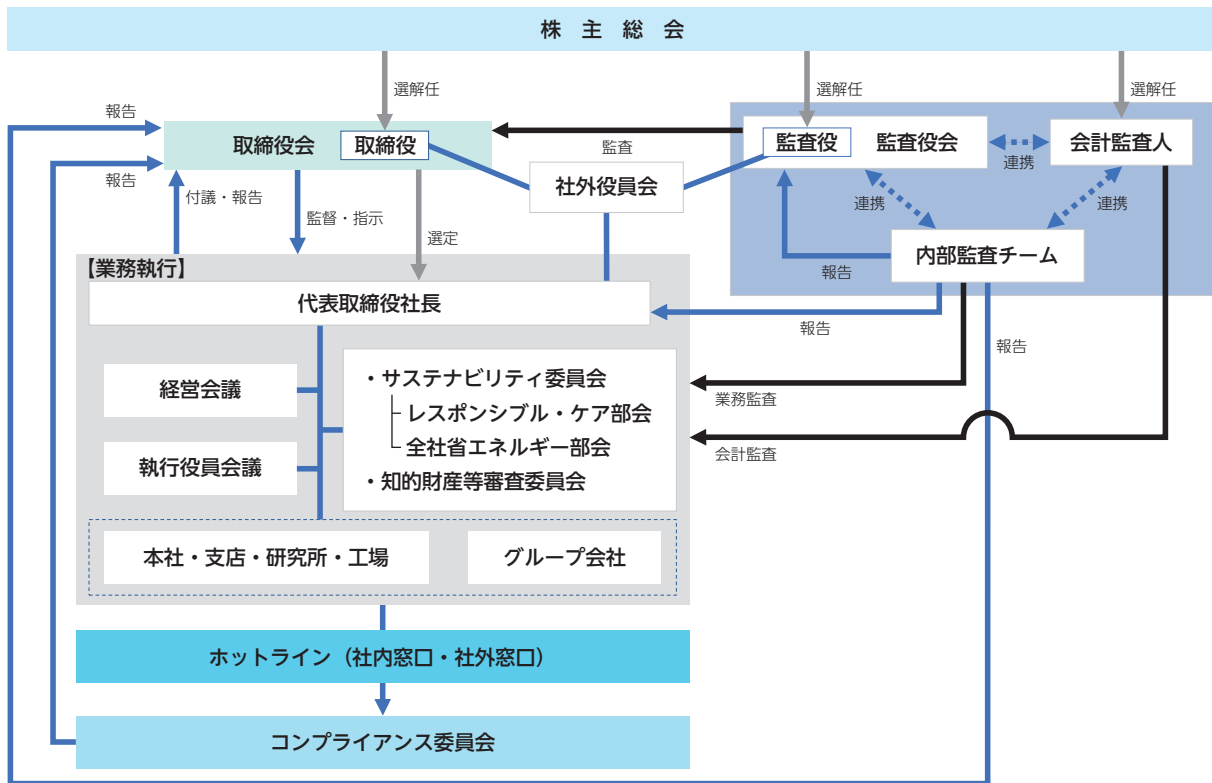 株 主 総 会
選解任
選解任
選解任
報告
報告
取締役会
取締役
監査
監査役
監査役会
連携
会計監査人
社外役員会
付議・報告
監督・指示
選定
連携
連携
内部監査チーム
報告
報告
報告
【業務執行】
代表取締役社長
経営会議
執行役員会議
・サステナビリティ委員会
レスポンシブル・ケア部会
全社省エネルギー部会
・知的財産等審査委員会
業務監査
会計監査
本社・支店・研究所・工場
グループ会社
ホットライン（社内窓口・社外窓口）
コンプライアンス委員会